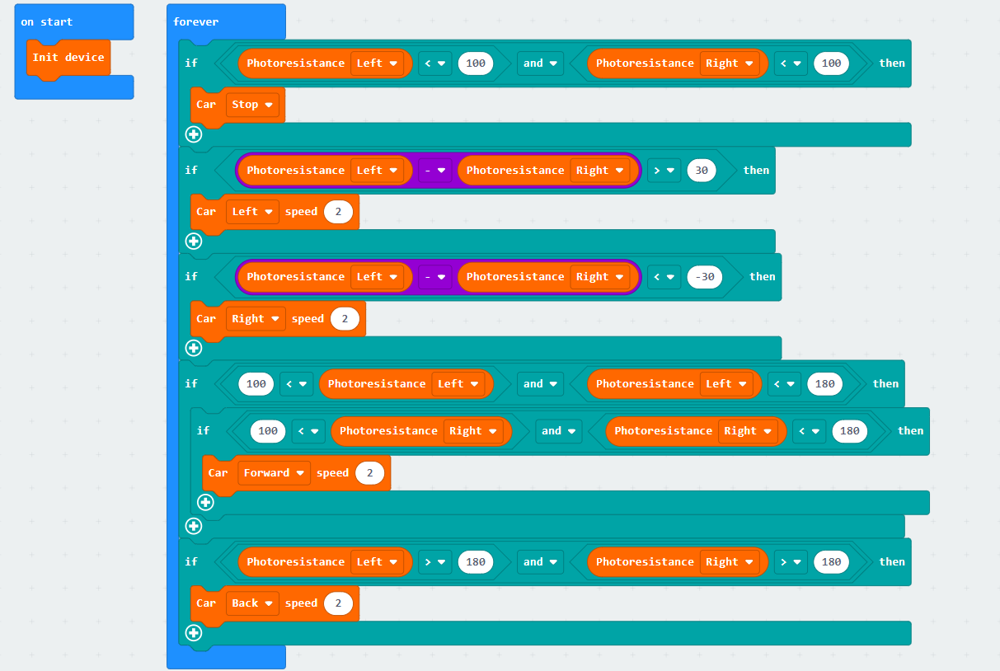 on start
Init device
forever
if Photoresistance Left < 100 and Photoresistance Right < 100 then
Car Stop
if Photoresistance Left - Photoresistance Right > 30 then
Car Left speed 2
if Photoresistance Left - Photoresistance Right < -30 then
Car Right speed 2
if 100 < Photoresistance Left and Photoresistance Left < 180 then
if 100 < Photoresistance Right and Photoresistance Right < 180 then
Car Forward speed 2
if Photoresistance Left > 180 and Photoresistance Right > 180 then
Car Back speed 2